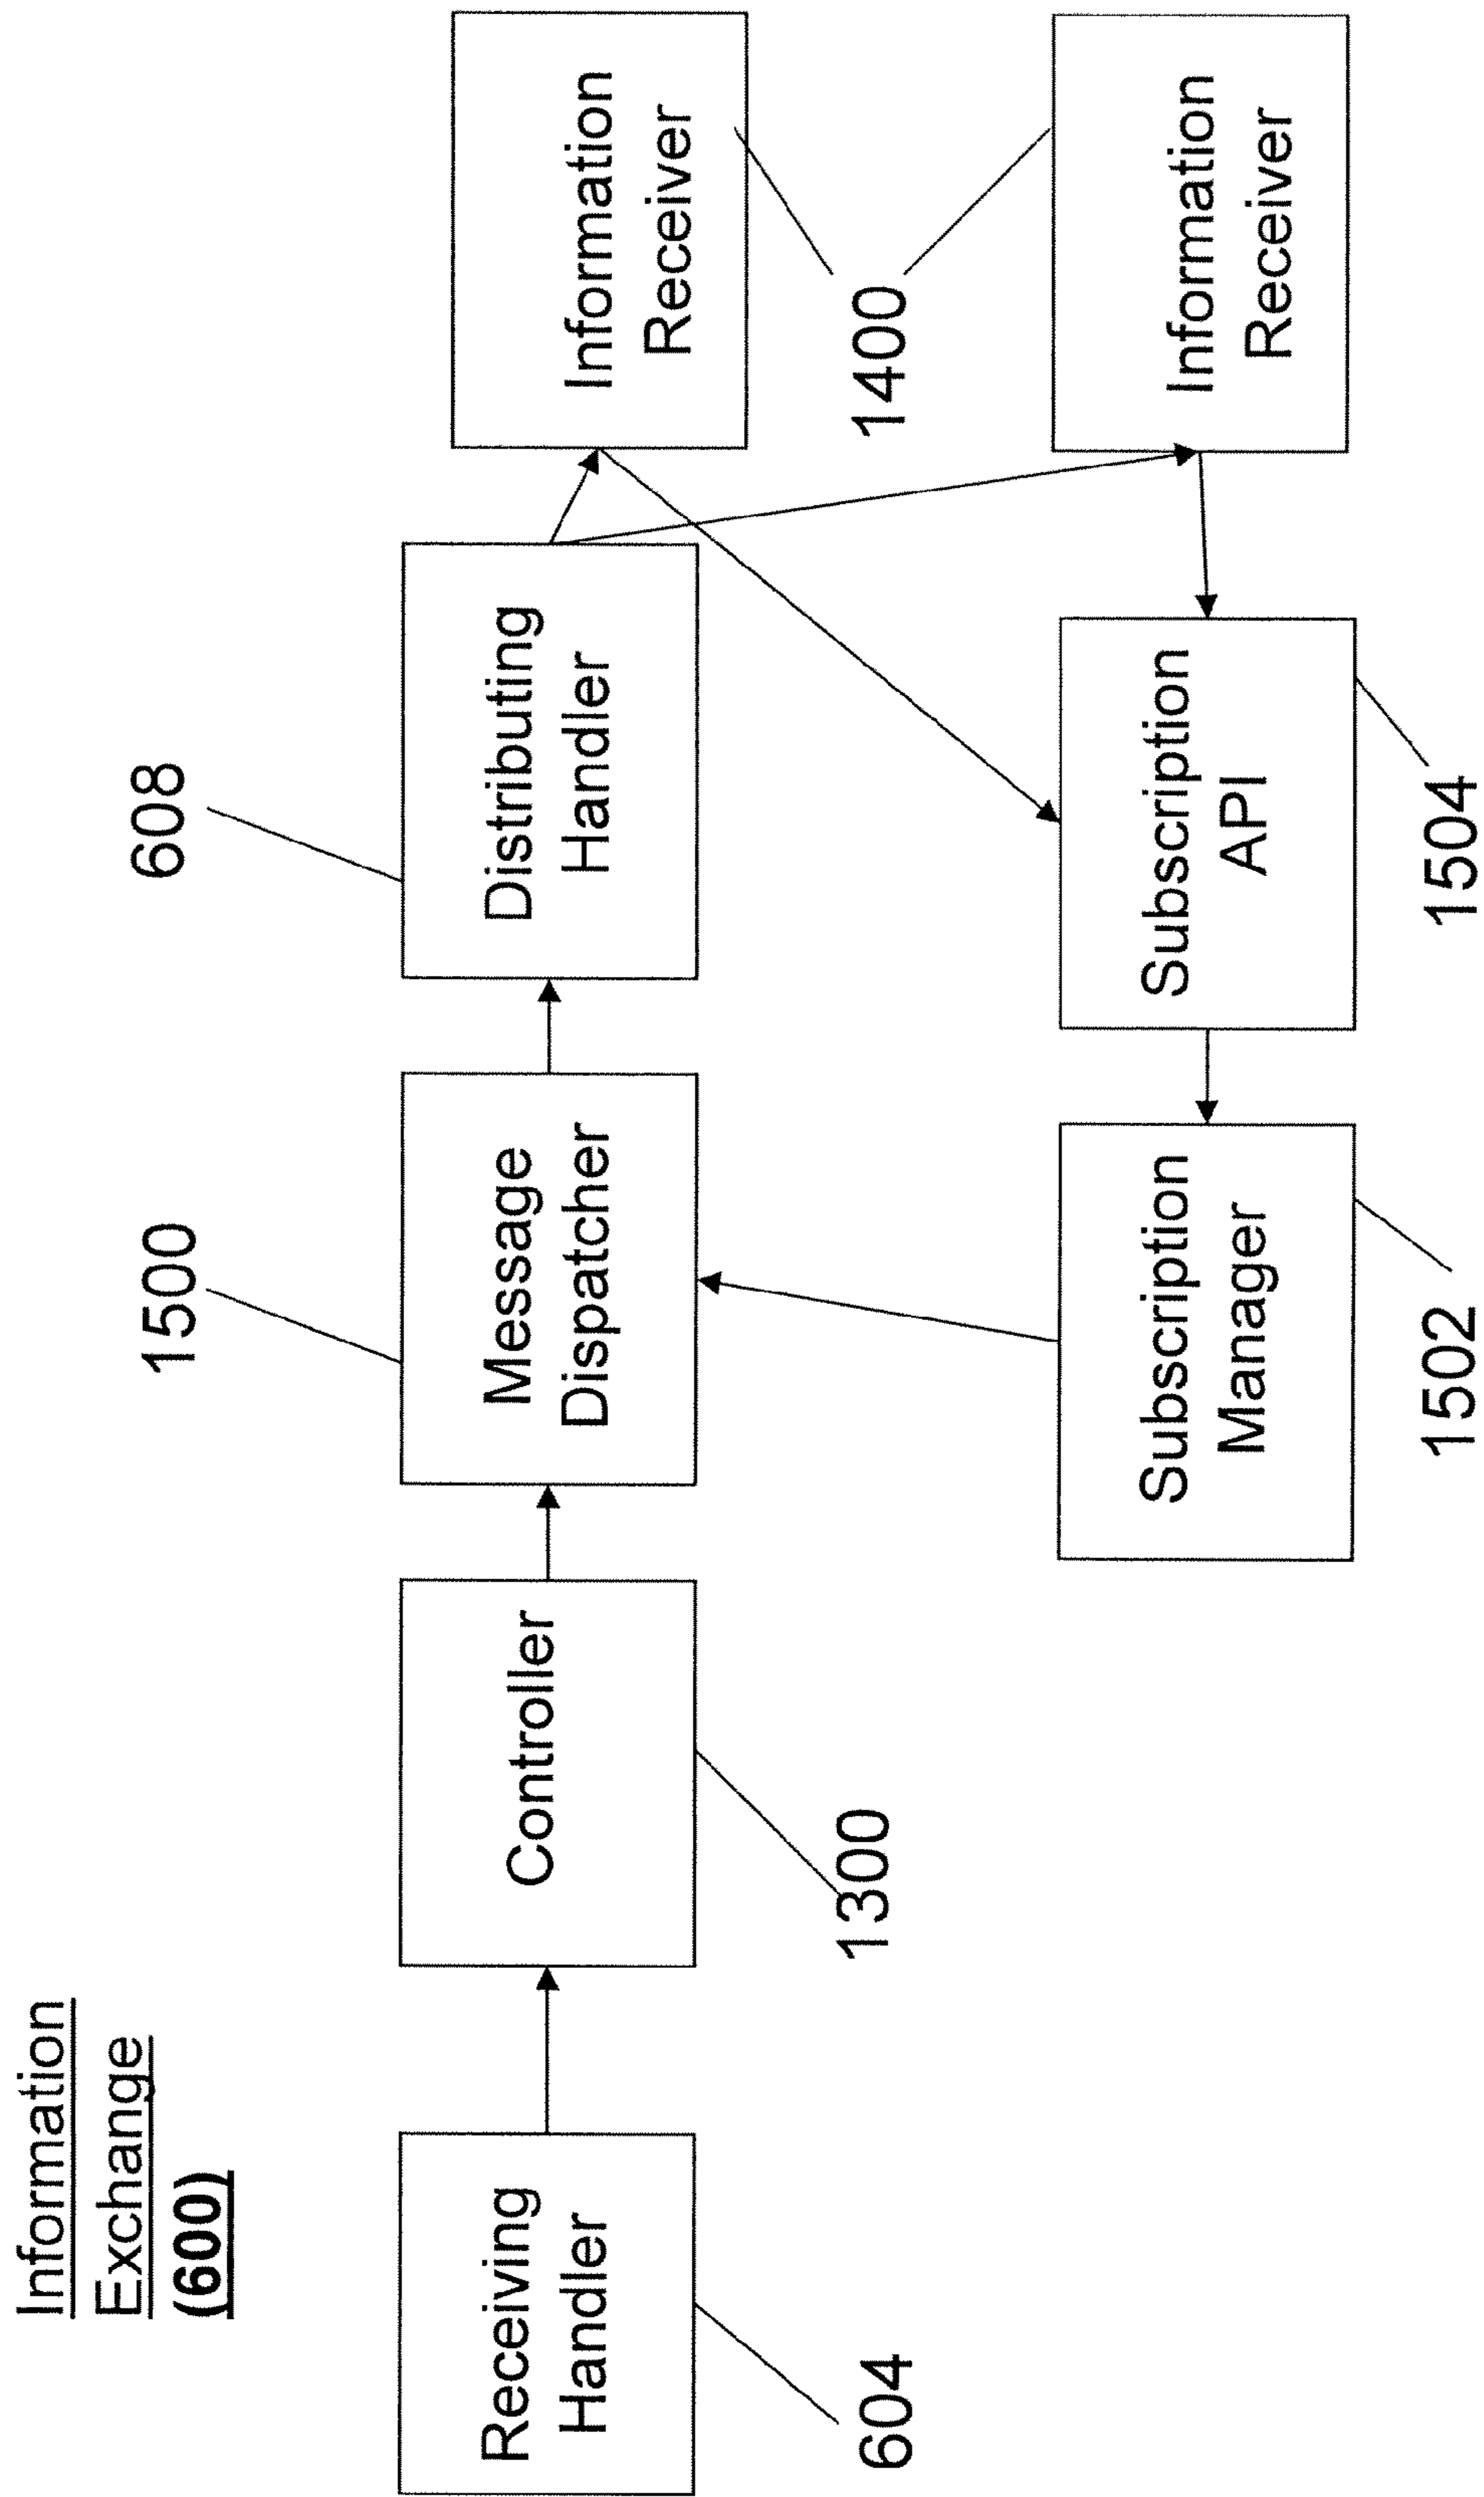 Information
Exchange
(600)
1500
608
Receiving
Handler
Controller
Message
Dispatcher
Distributing
Handler
Information
Receiver
604
1300
1400
Subscription
Manager
Subscription
API
Information
Receiver
1502
1504